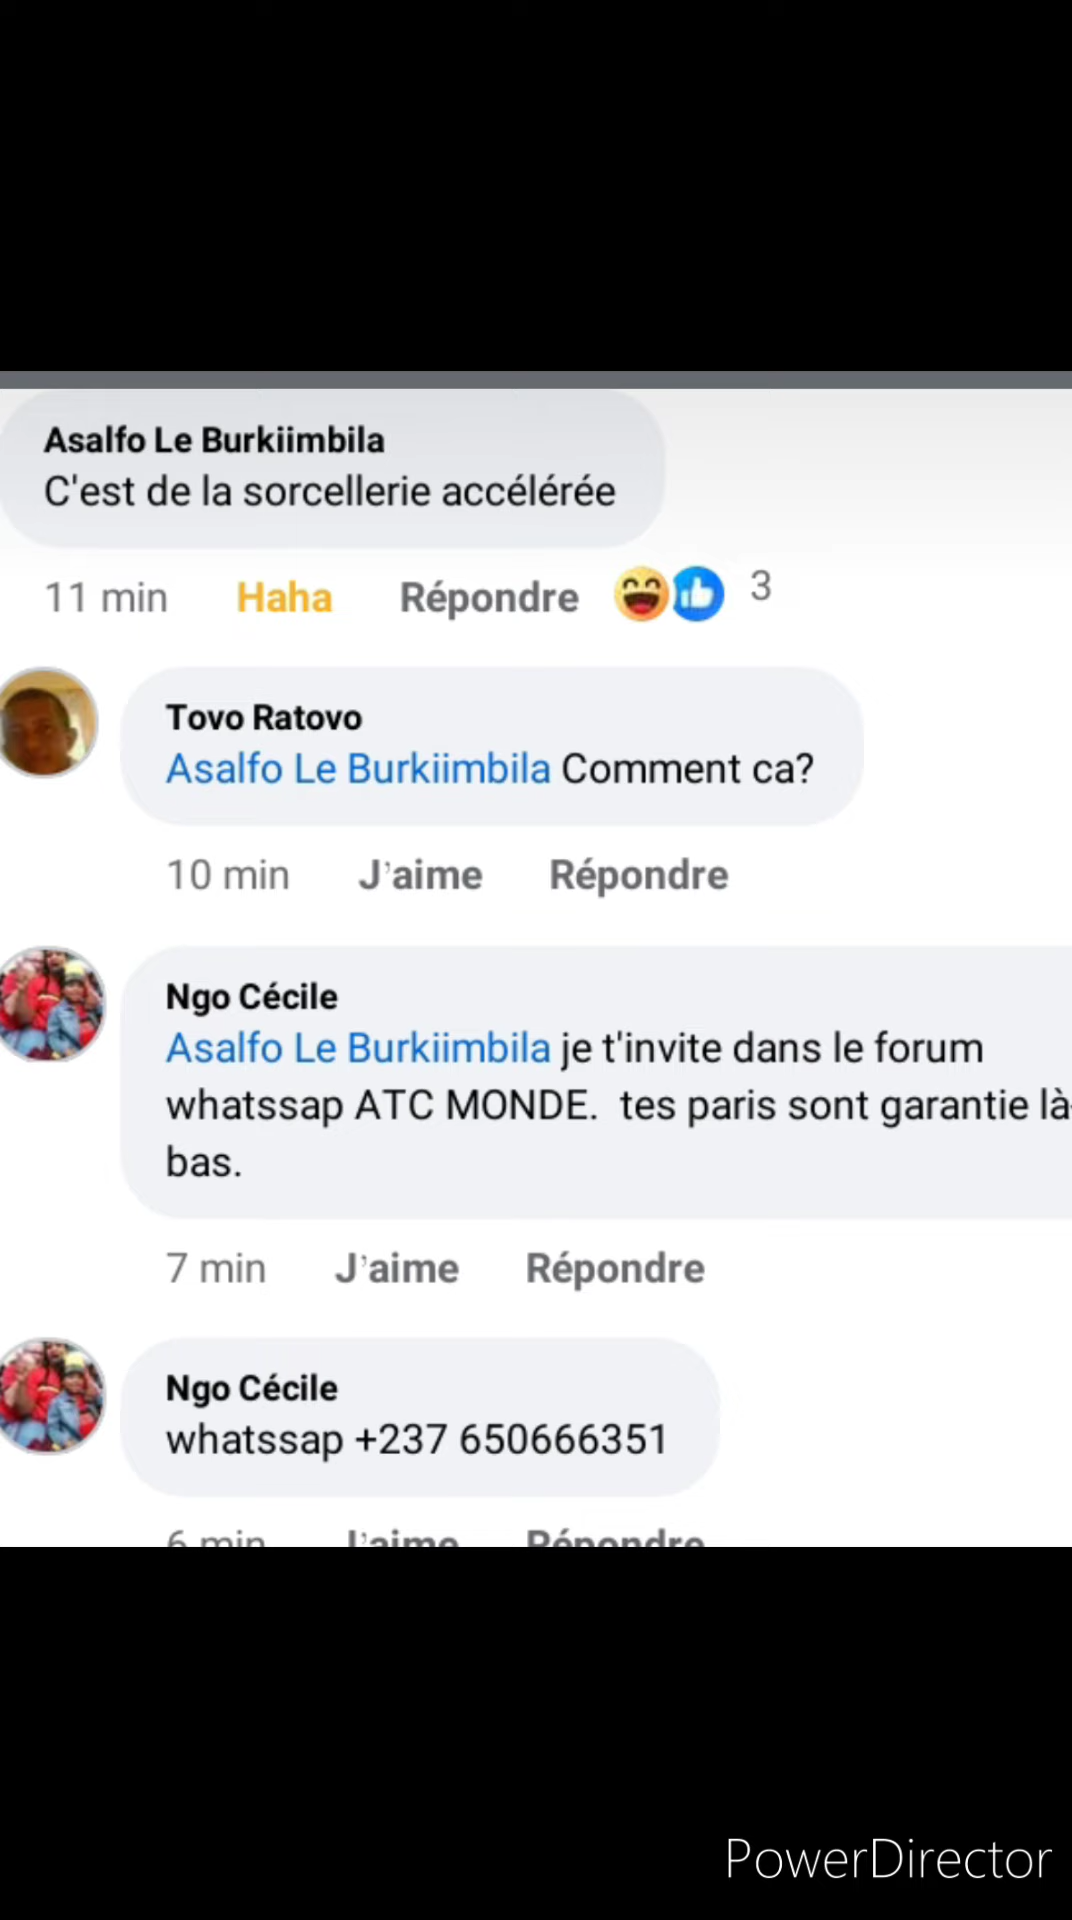 Asalfo Le Burkiimbila
C'est de la sorcellerie accélérée
11 min Haha Répondre 3
Tovo Ratovo
Asalfo Le Burkiimbila Comment ca?
10 min J'aime Répondre
Ngo Cécile
Asalfo Le Burkiimbila je t'invite dans le forum
whatssap ATC MONDE. tes paris sont garantie là-
bas.
7 min J'aime Répondre
Ngo Cécile
whatssap +237 650666351
6 min J'aime Répondre
PowerDirector